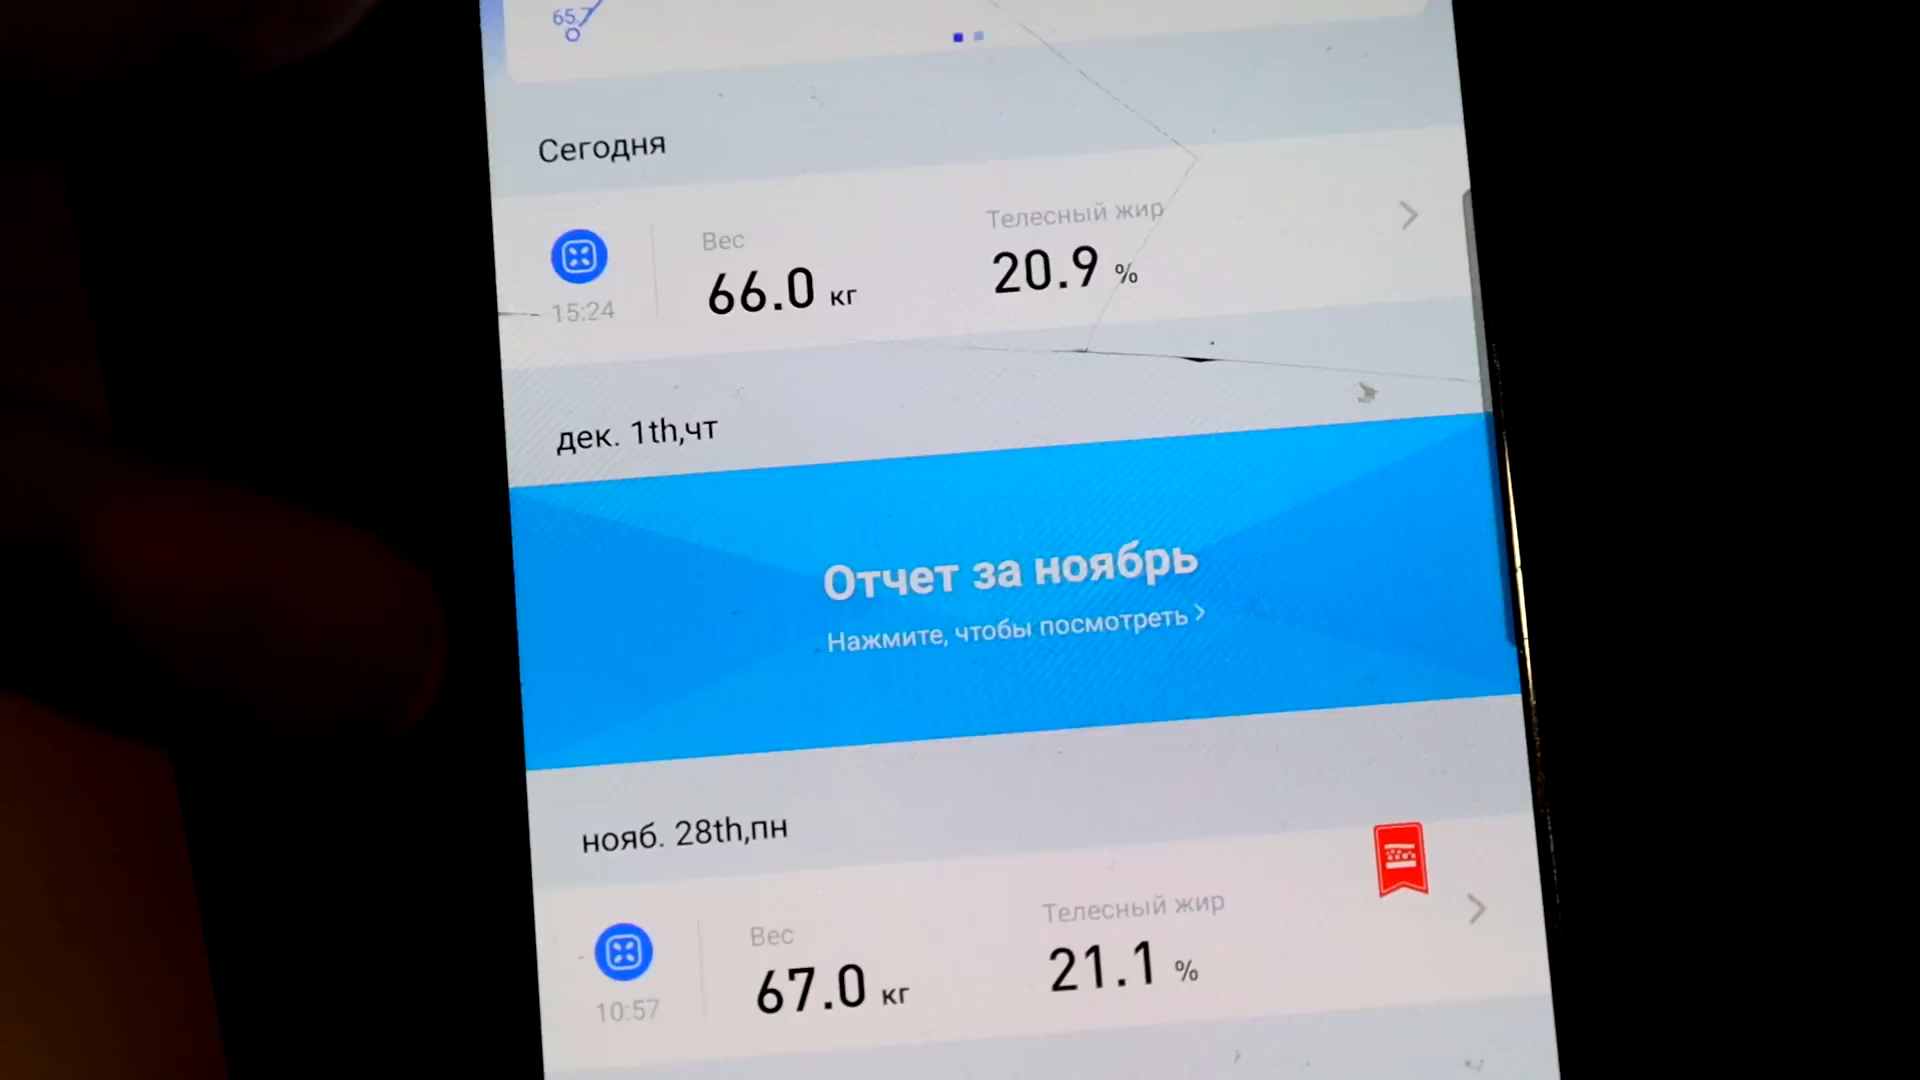 65.7
Сегодня
Вес
Телесный жир
66.0 кг
20.9 %
15:24
дек. 1th,чт
Отчет за ноябрь
Нажмите, чтобы посмотреть >
нояб. 28th,пн
Вес
Телесный жир
67.0 кг
21.1 %
10:57